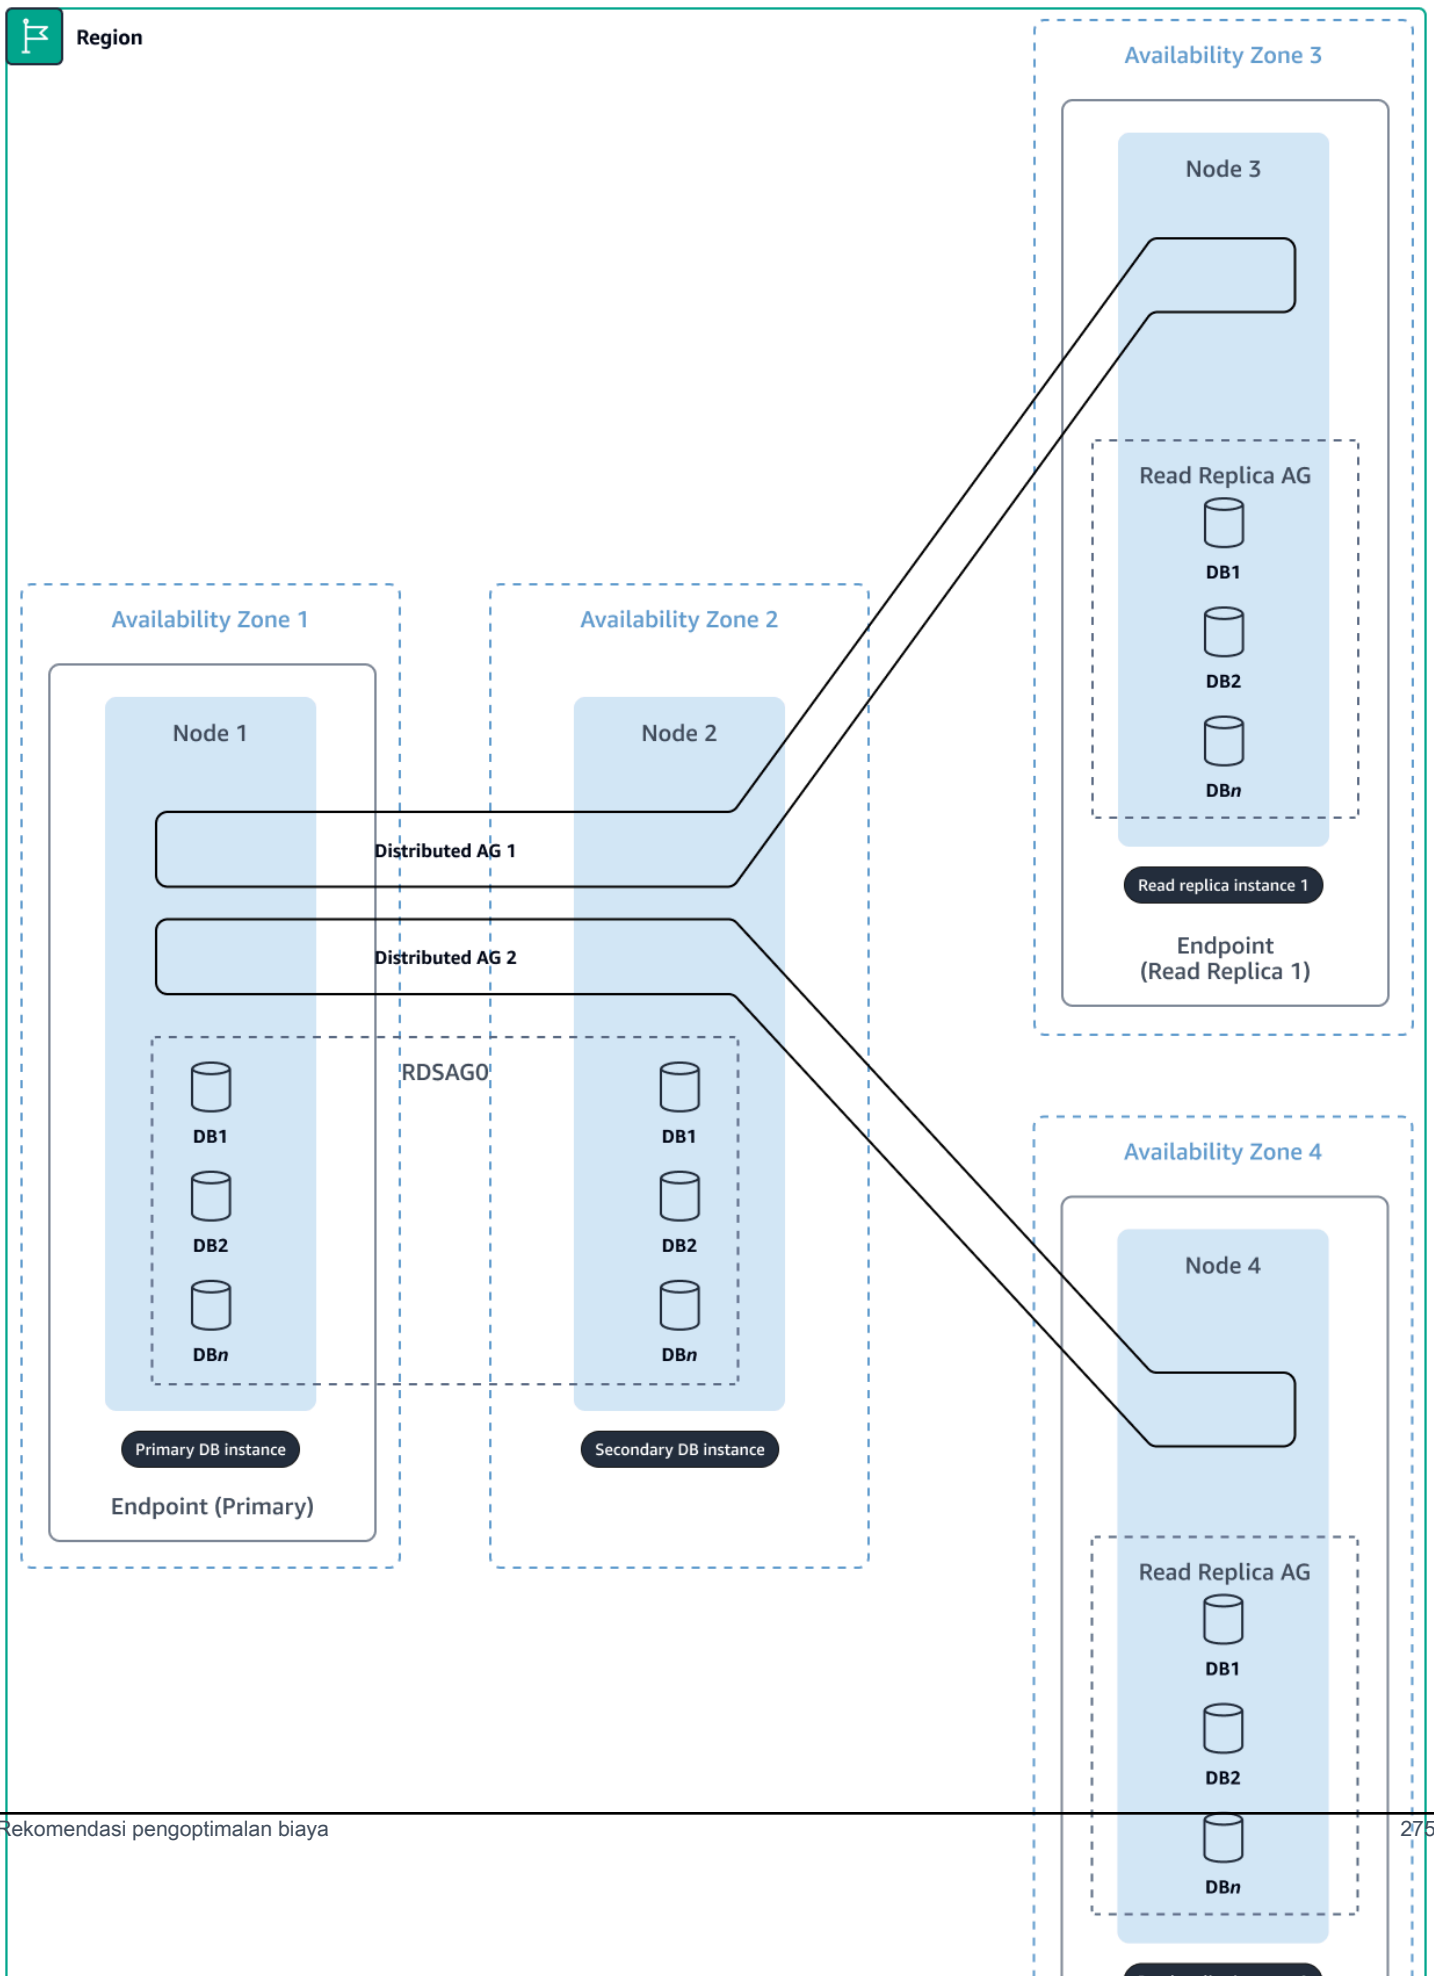 Region
Availability Zone 3
Node 3
Read Replica AG
DB1
DB2
DBn
Read replica instance 1
Endpoint
(Read Replica 1)
Availability Zone 1
Node 1
Availability Zone 2
Node 2
Distributed AG 1
Distributed AG 2
RDSAG0
DB1
DB2
DBn
DB1
DB2
DBn
Primary DB instance
Secondary DB instance
Endpoint (Primary)
Availability Zone 4
Node 4
Read Replica AG
DB1
DB2
DBn
Rekomendasi pengoptimalan biaya
275